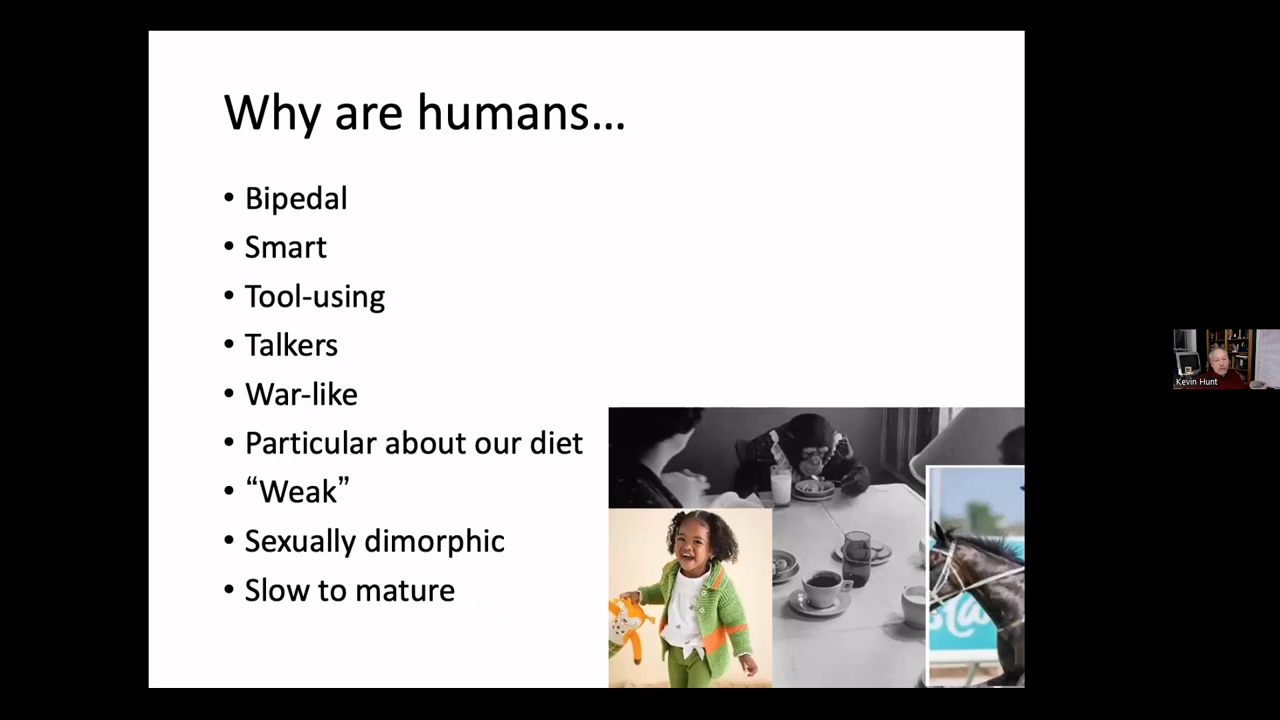 Why are humans...
• Bipedal
• Smart
• Tool-using
• Talkers
• War-like
• Particular about our diet
• “Weak”
• Sexually dimorphic
• Slow to mature
Kevin Hunt